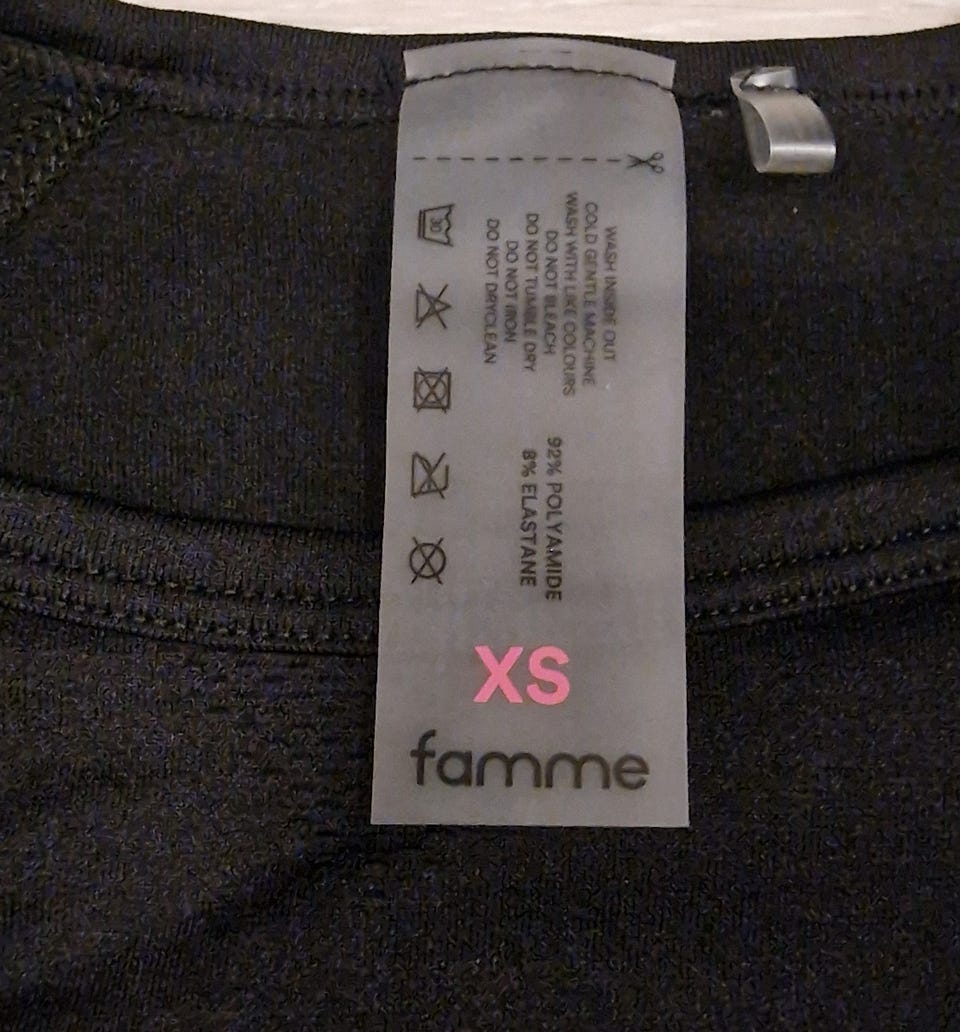 WASH INSIDE OUT
COLD GENTLE MACHINE
WASH WITH LIKE COLOURS
DO NOT BLEACH
DO NOT TUMBLE DRY
DO NOT IRON
DO NOT DRYCLEAN
30
92% POLYAMIDE
8% ELASTANE
XS
famme